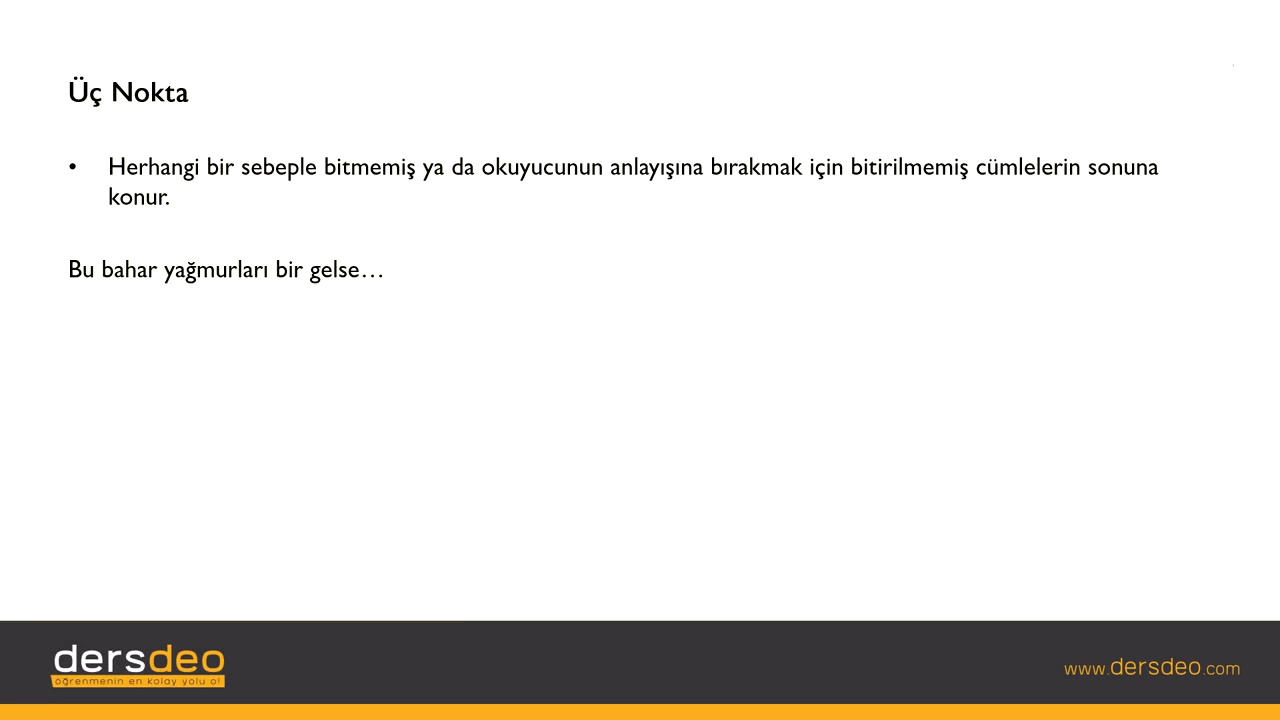 Üç Nokta
• Herhangi bir sebeple bitmemiş ya da okuyucunun anlayışına bırakmak için bitirilmemiş cümlelerin sonuna
konur.
Bu bahar yağmurları bir gelse…
dersdeo
öğrenmenin en kolay yolu o!
www.dersdeo.com